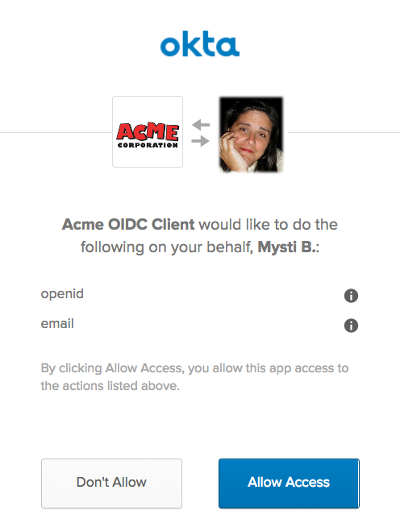 okta
ACME
CORPORATION
Acme OIDC Client would like to do the
following on your behalf, Mysti B.:
openid
email
By clicking Allow Access, you allow this app access to
the actions listed above.
Don't Allow
Allow Access